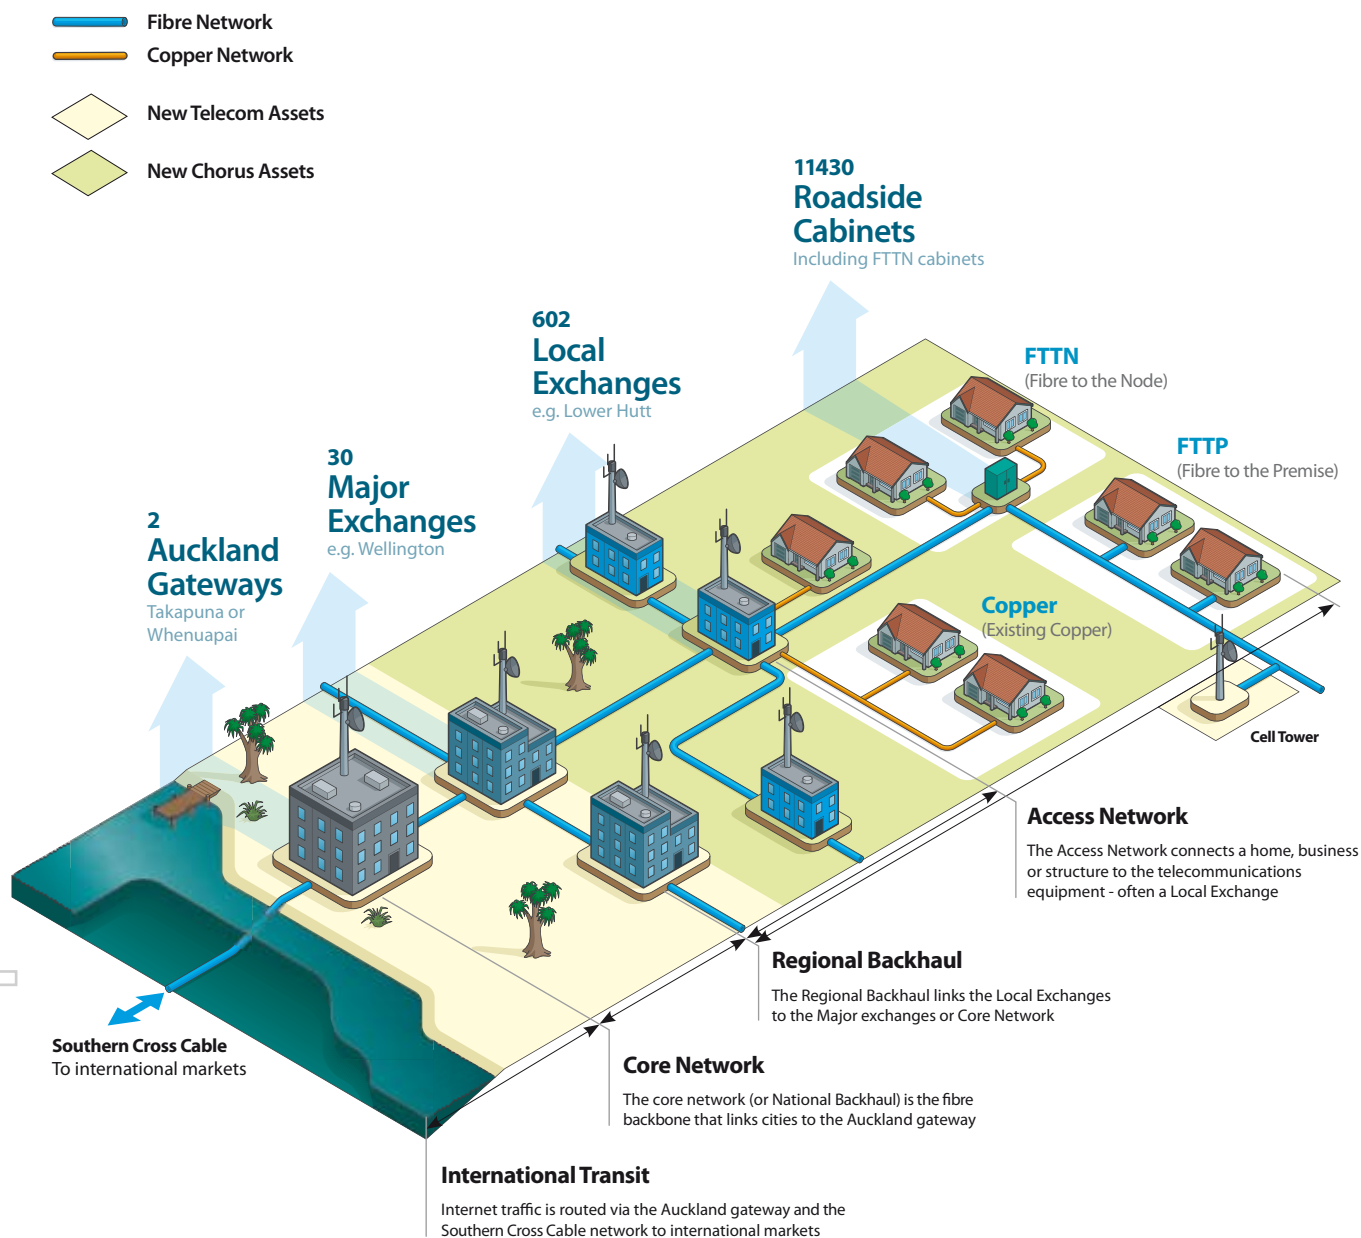 Fibre Network
Copper Network
New Telecom Assets
New Chorus Assets
11430
Roadside
Cabinets
Including FTTN cabinets
602
Local
Exchanges
e.g. Lower Hutt
30
Major
Exchanges
e.g. Wellington
2
Auckland
Gateways
Takapuna or
Whenuapai
FTTN
(Fibre to the Node)
FTTP
(Fibre to the Premise)
Copper
(Existing Copper)
Cell Tower
Access Network
The Access Network connects a home, business
or structure to the telecommunications
equipment - often a Local Exchange
Regional Backhaul
The Regional Backhaul links the Local Exchanges
to the Major exchanges or Core Network
Southern Cross Cable
To international markets
Core Network
The core network (or National Backhaul) is the fibre
backbone that links cities to the Auckland gateway
International Transit
Internet traffic is routed via the Auckland gateway and the
Southern Cross Cable network to international markets